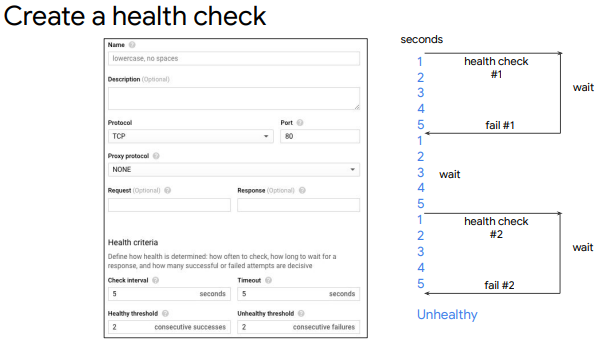 Create a health check
Name
lowercase, no spaces
Description (Optional)
Protocol
Port
TCP
80
Proxy protocol
NONE
Request (Optional)
Response (Optional)
Health criteria
Define how health is determined: how often to check, how long to wait for a
response, and how many successful or failed attempts are decisive
Check interval
Timeout
5 seconds
5 seconds
Healthy threshold
Unhealthy threshold
2 consecutive successes
2 consecutive failures
seconds
1
health check
#1
2
3
wait
4
5
fail #1
1
2
3
wait
4
5
1
health check
#2
2
3
wait
4
5
fail #2
Unhealthy